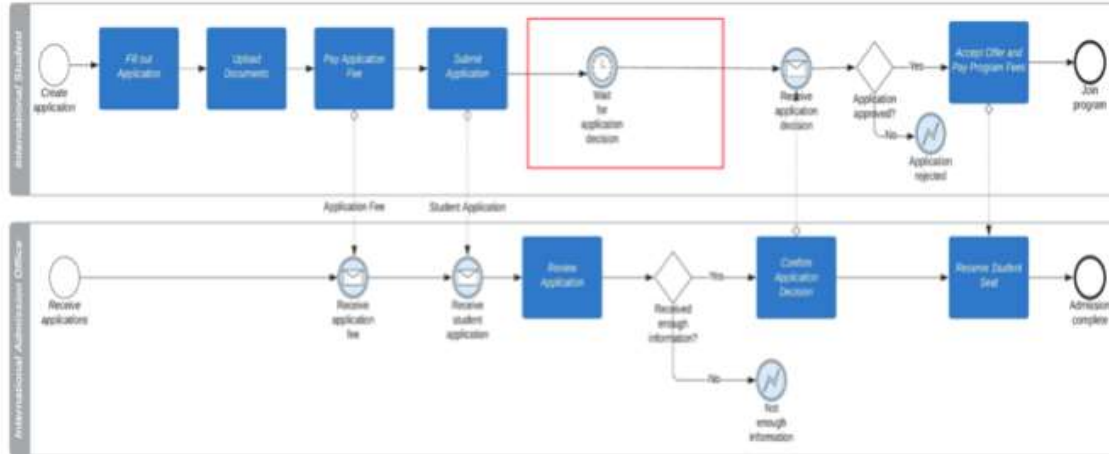 International Student
Fill out
Application
Upload
Documents
Pay Application
Fee
Submit
Application
Create
application
Wait
for
application
decision
Receive
application
decision
Application
approved?
Yes
No
Application
rejected
Accept Offer and
Pay Program Fees
Join
program
Application Fee
Student Application
International Admission Office
Receive
applications
Receive
application
fee
Receive
student
application
Review
Application
Received
enough
information?
Yes
No
Not
enough
information
Confirm
Application
Decision
Reserve Student
Seat
Admission
complete